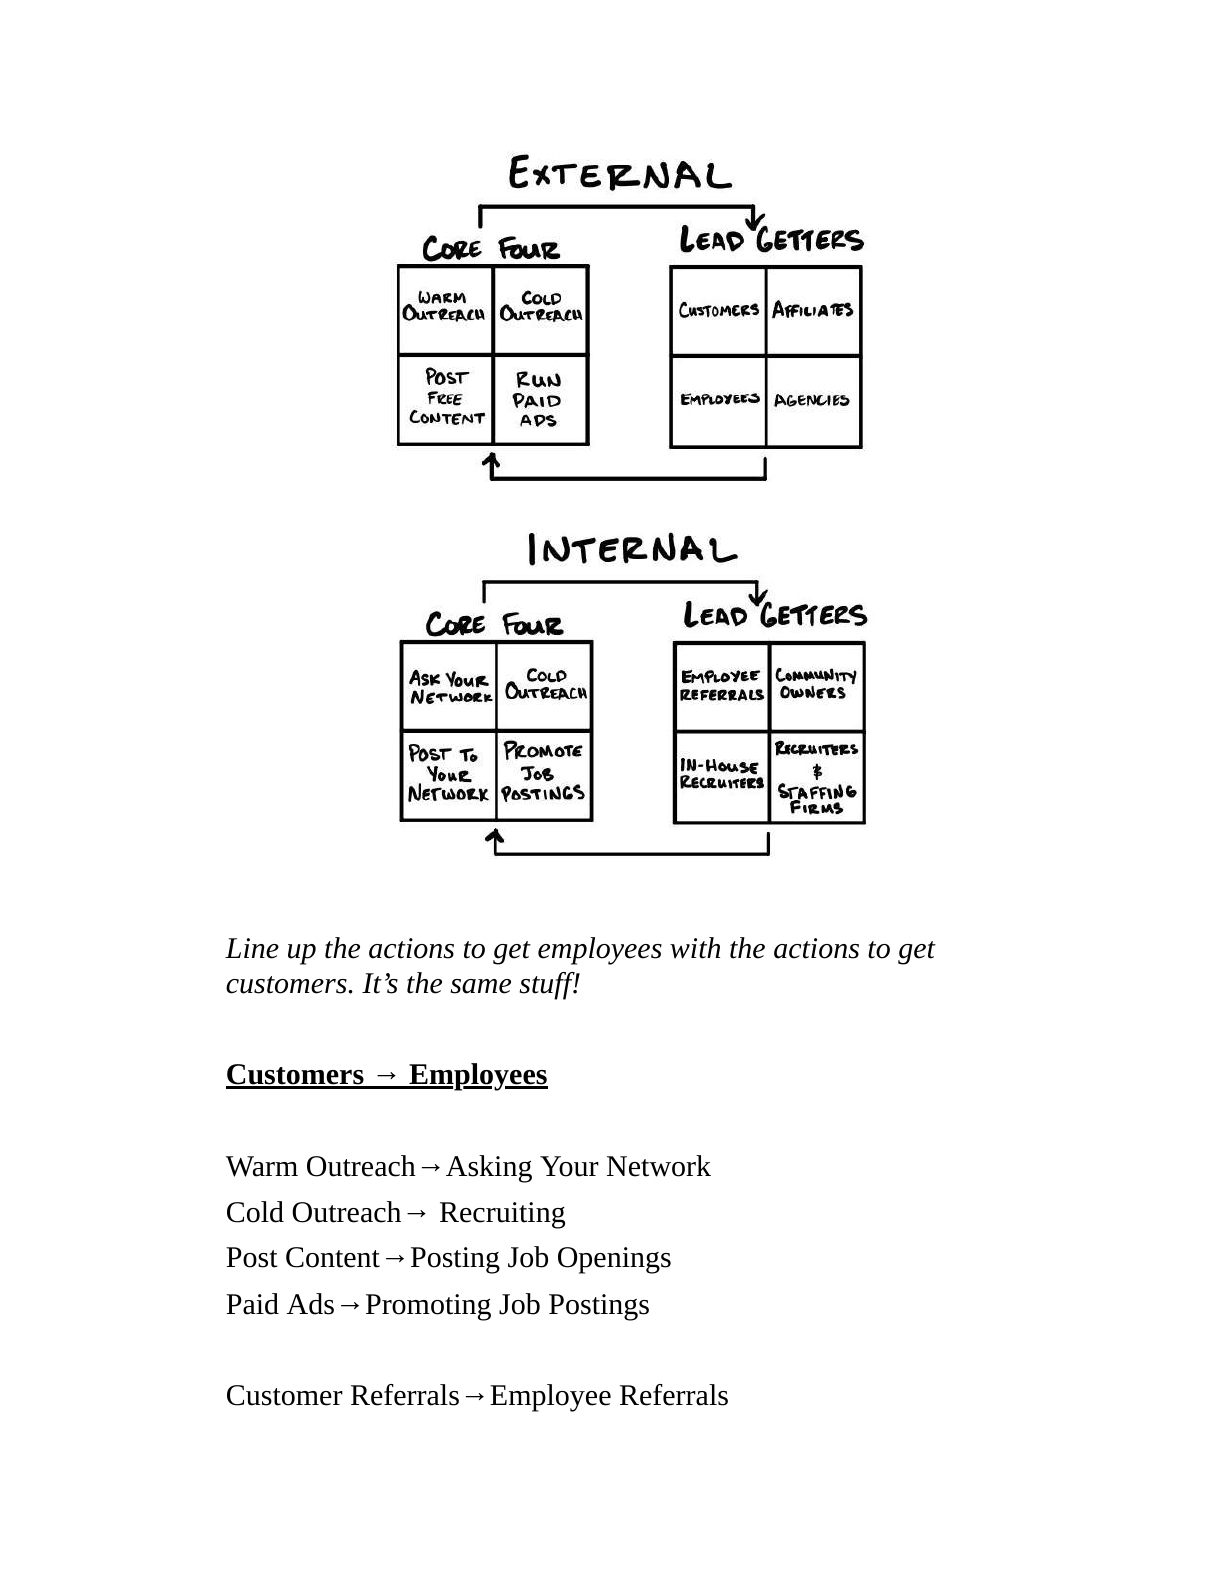 EXTERNAL
CORE FOUR
LEAD GETTERS
WARM
OUTREACH
COLD
OUTREACH
CUSTOMERS
AFFILIATES
POST
FREE
CONTENT
RUN
PAID
ADS
EMPLOYEES
AGENCIES
INTERNAL
CORE FOUR
LEAD GETTERS
ASK YOUR
NETWORK
COLD
OUTREACH
EMPLOYEE
REFERRALS
COMMUNITY
OWNERS
POST TO
YOUR
NETWORK
PROMOTE
JOB
POSTINGS
IN-HOUSE
RECRUITERS
RECRUITERS
&
STAFFING
FIRMS
Line up the actions to get employees with the actions to get
customers. It’s the same stuff!
Customers → Employees
Warm Outreach→Asking Your Network
Cold Outreach→ Recruiting
Post Content→Posting Job Openings
Paid Ads→Promoting Job Postings
Customer Referrals→Employee Referrals